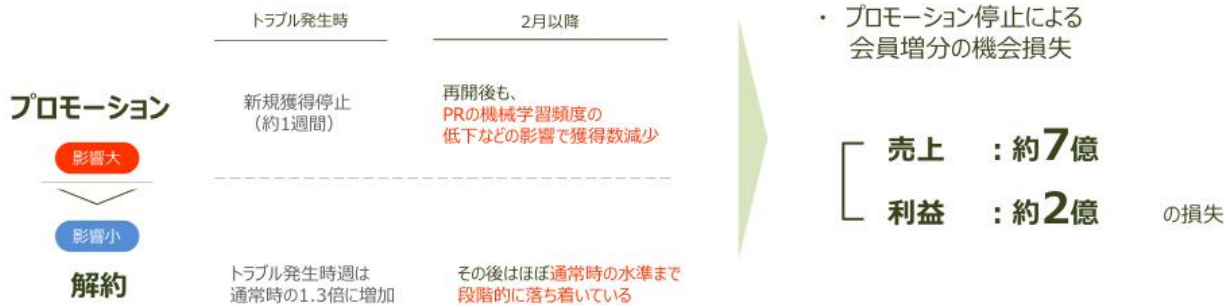 トラブル発生時
2月以降
プロモーション
影響大
新規獲得停止
(約1週間)
再開後も、
PRの機械学習頻度の
低下などの影響で獲得数減少
影響小
解約
トラブル発生時週は
通常時の1.3倍に増加
その後はほぼ通常時の水準まで
段階的に落ち着いている
・ プロモーション停止による
会員増分の機会損失
売上 :約7億
利益 :約2億 の損失